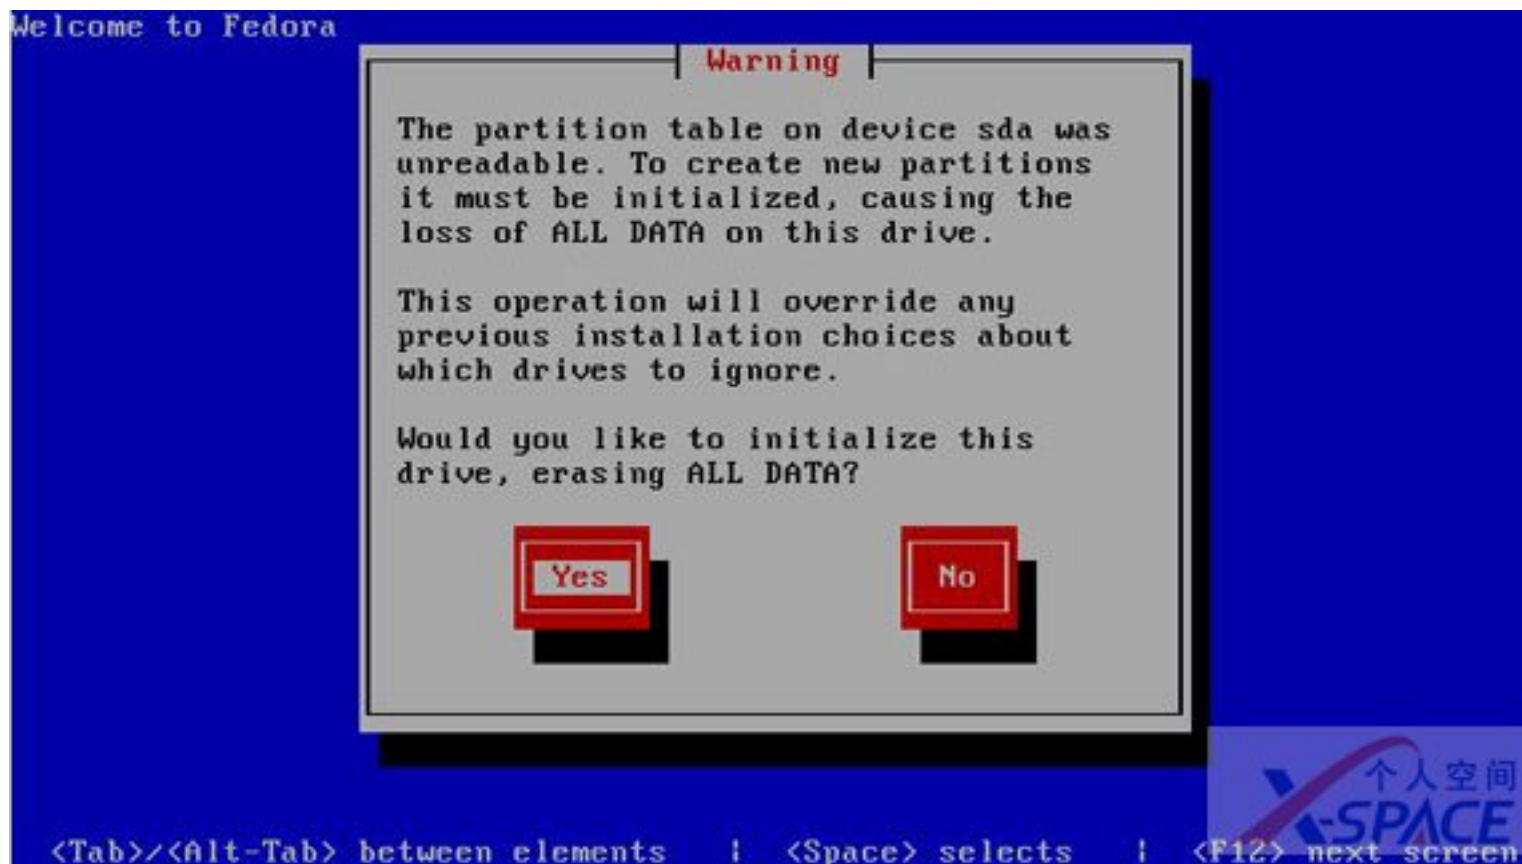 Welcome to Fedora
Warning
The partition table on device sda was
unreadable. To create new partitions
it must be initialized, causing the
loss of ALL DATA on this drive.
This operation will override any
previous installation choices about
which drives to ignore.
Would you like to initialize this
drive, erasing ALL DATA?
Yes No
个人空间
X-SPACE
<Tab>/<Alt-Tab> between elements | <Space> selects | <F12> next screen